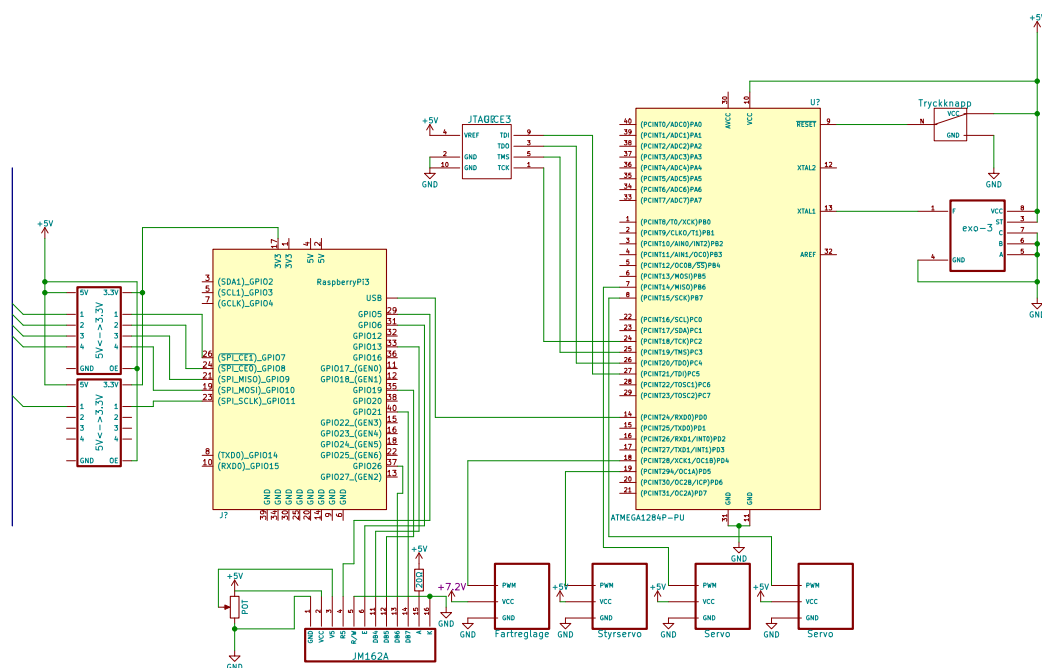 +5V
U?
30
10
AVCC
VCC
40 (PCINT0/ADC0)PA0
39 (PCINT1/ADC1)PA1
38 (PCINT2/ADC2)PA2
37 (PCINT3/ADC3)PA3
36 (PCINT4/ADC4)PA4
35 (PCINT5/ADC5)PA5
34 (PCINT6/ADC6)PA6
33 (PCINT7/ADC7)PA7
1 (PCINT8/T0/XCK)PB0
2 (PCINT9/CLKO/T1)PB1
3 (PCINT10/AIN0/INT2)PB2
4 (PCINT11/AIN1/OC0)PB3
5 (PCINT12/OC0B/SS)PB4
6 (PCINT13/MOSI)PB5
7 (PCINT14/MISO)PB6
8 (PCINT15/SCK)PB7
22 (PCINT16/SCL)PC0
23 (PCINT17/SDA)PC1
24 (PCINT18/TCK)PC2
25 (PCINT19/TMS)PC3
26 (PCINT20/TDO)PC4
27 (PCINT21/TDI)PC5
28 (PCINT22/TOSC1)PC6
29 (PCINT23/TOSC2)PC7
14 (PCINT24/RXD0)PD0
15 (PCINT25/TXD0)PD1
16 (PCINT26/RXD1/INT0)PD2
17 (PCINT27/TXD1/INT1)PD3
18 (PCINT28/XCK1/OC1B)PD4
19 (PCINT294/OC1A)PD5
20 (PCINT30/OC2B/ICP)PD6
21 (PCINT31/OC2A)PD7
RESET 9
XTAL2 12
XTAL1 13
AREF 32
GND
GND
31
11
ATMEGA1284P-PU
GND
Tryckknapp
VCC
N
GND
GND
exo-3
1 F
4 GND
VCC 8
ST 3
C 7
B 6
A 5
GND
+5V
4 VREF
2 GND
10 GND
TDI 9
TDO 3
TMS 5
TCK 1
GND
+5V
5V 3.3V
1 1
2 2
3 3
4 4
GND OE
5V<->3.3V
5V 3.3V
1 1
2 2
3 3
4 4
GND OE
5V<->3.3V
17
1
4
2
3V3
3V3
5V
5V
RaspberryPi3
3 (SDA1)_GPIO2
5 (SCL1)_GPIO3
7 (GCLK)_GPIO4
26 (SPI_CE1)_GPIO7
24 (SPI_CE0)_GPIO8
21 (SPI_MISO)_GPIO9
19 (SPI_MOSI)_GPIO10
23 (SPI_SCLK)_GPIO11
8 (TXD0)_GPIO14
10 (RXD0)_GPIO15
USB
GPIO5 29
GPIO6 31
GPIO12 32
GPIO13 33
GPIO16 36
GPIO17_(GEN0) 11
GPIO18_(GEN1) 12
GPIO19 35
GPIO20 38
GPIO21 40
GPIO22_(GEN3) 15
GPIO23_(GEN4) 16
GPIO24_(GEN5) 18
GPIO25_(GEN6) 22
GPIO26 37
GPIO27_(GEN2) 13
GND GND GND GND GND GND GND GND
39 34 30 25 20 14 9 6
J?
+5V
POT
GND
+5V
20Ω
1 2 3 4 5 6 11 12 13 14 15 16
GND VCC VS RS R/W E DB4 DB5 DB6 DB7 A K
JM162A
GND
+7.2V
PWM
VCC
GND
GND
Fartreglage
+5V
PWM
VCC
GND
GND
Styrservo
+5V
PWM
VCC
GND
GND
Servo
+5V
PWM
VCC
GND
GND
Servo